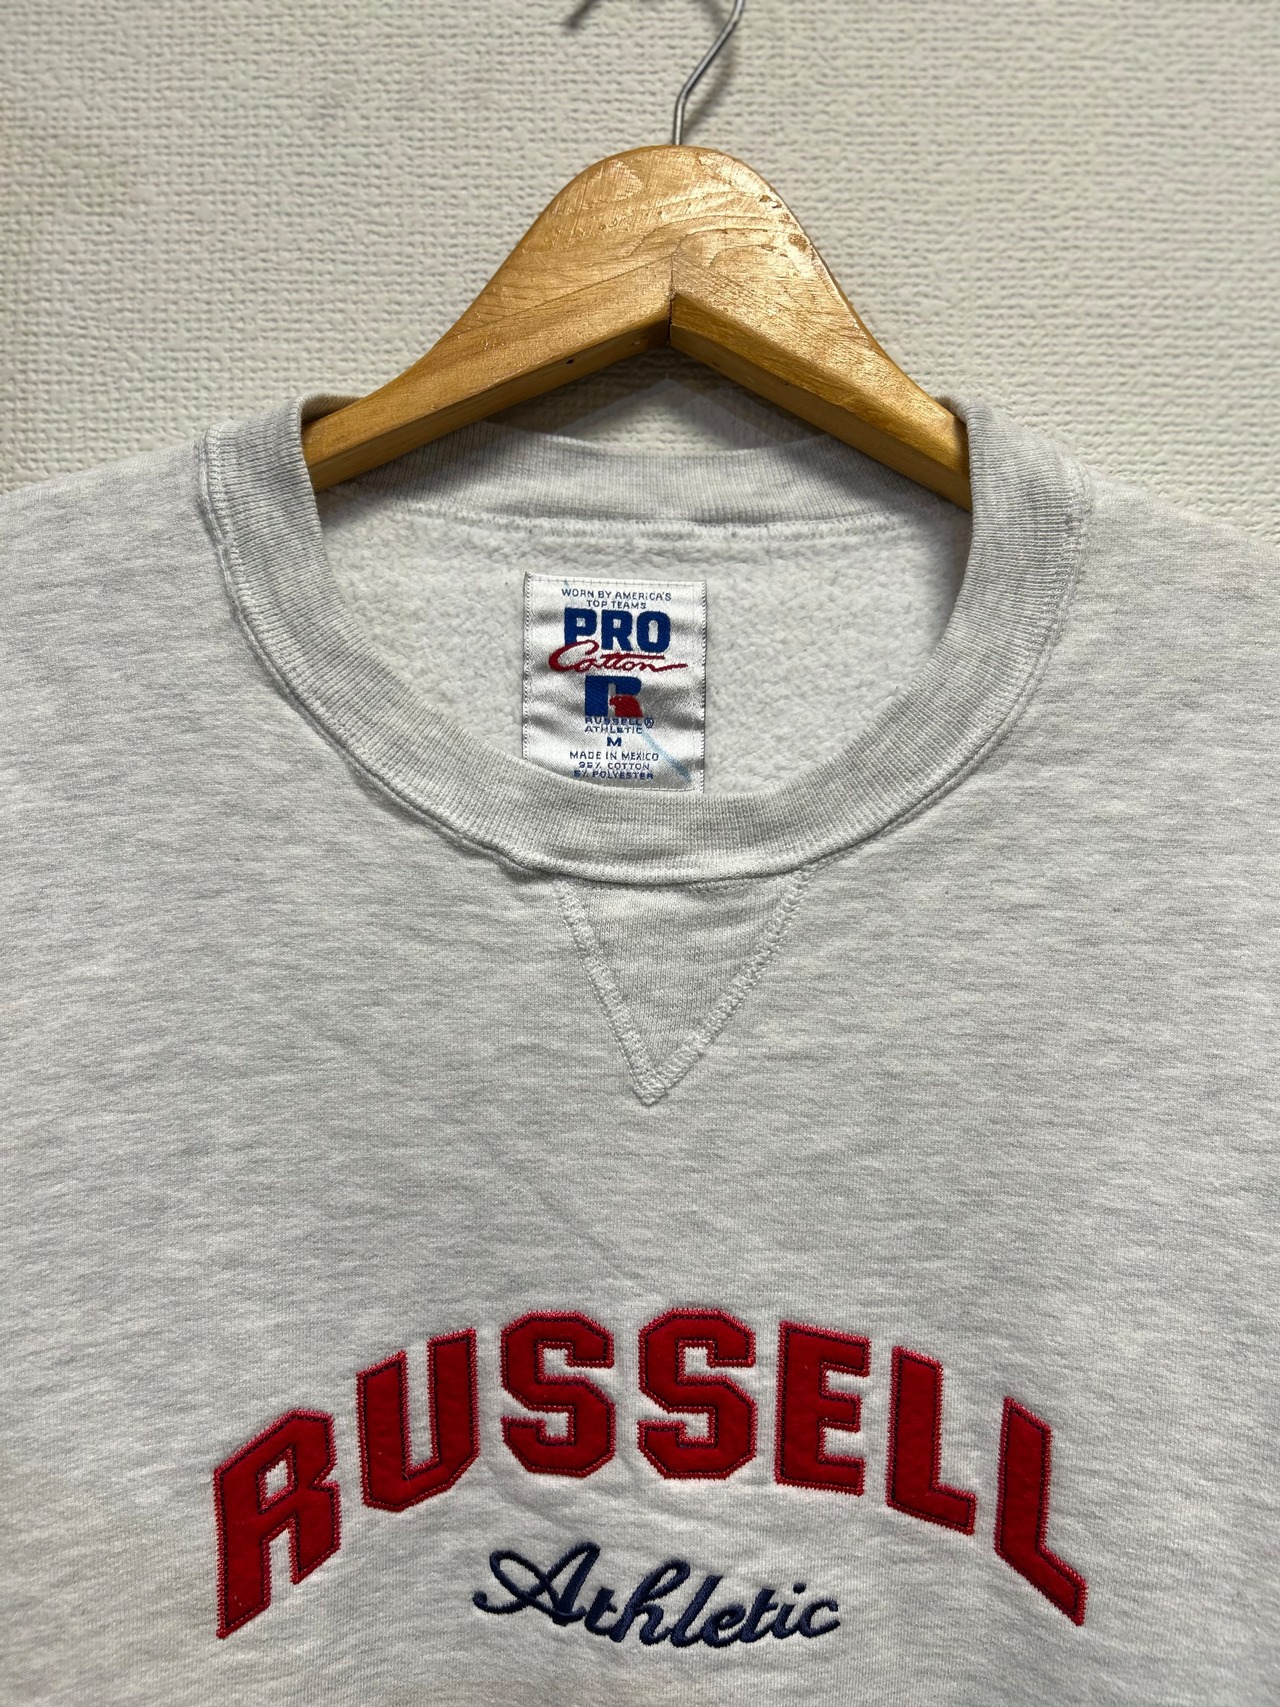 WORN BY AMERICA'S
TOP TEAMS
PRO
Cotton
R
RUSSELL®
ATHLETIC
M
MADE IN MEXICO
95% COTTON
5% POLYESTER
RUSSELL
Athletic